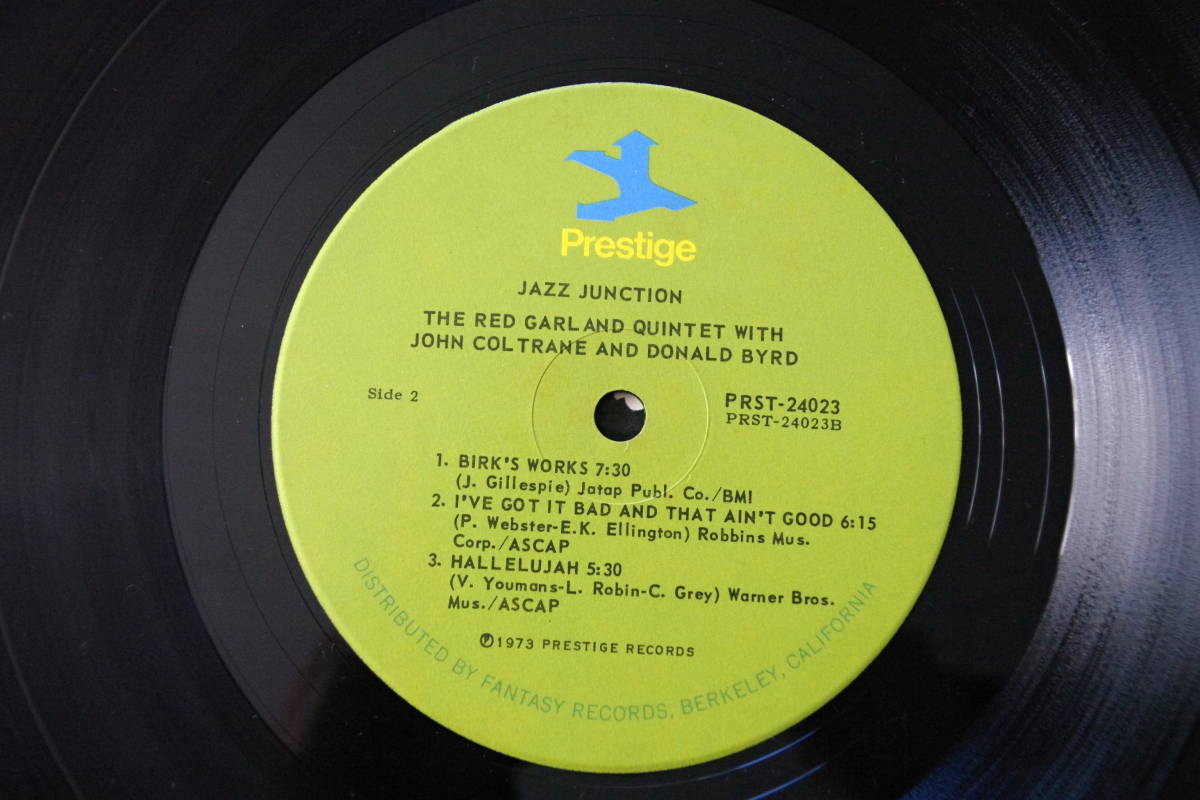 Prestige
JAZZ JUNCTION
THE RED GARLAND QUINTET WITH
JOHN COLTRANE AND DONALD BYRD
Side 2
PRST-24023
PRST-24023B
1. BIRK'S WORKS 7:30
(J. Gillespie) Jatap Publ. Co./BMI
2. I'VE GOT IT BAD AND THAT AIN'T GOOD 6:15
(P. Webster-E.K. Ellington) Robbins Mus.
Corp./ASCAP
3. HALLELUJAH 5:30
(V. Youmans-L. Robin-C. Grey) Warner Bros.
Mus./ASCAP
℗1973 PRESTIGE RECORDS
DISTRIBUTED BY FANTASY RECORDS, BERKELEY, CALIFORNIA